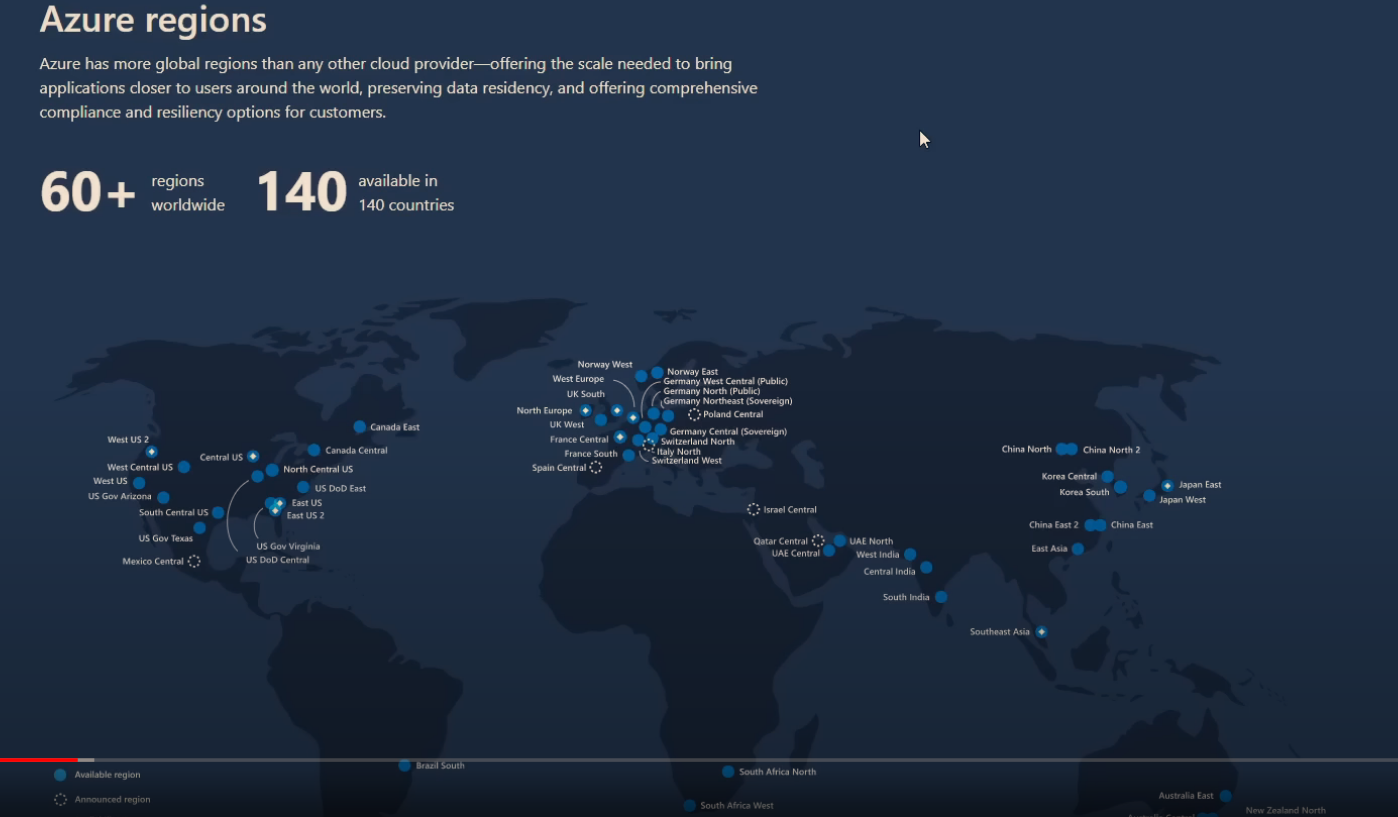 Azure regions
Azure has more global regions than any other cloud provider—offering the scale needed to bring
applications closer to users around the world, preserving data residency, and offering comprehensive
compliance and resiliency options for customers.
60+ regions
worldwide
140 available in
140 countries
Norway West
Norway East
West Europe
Germany West Central (Public)
UK South
Germany North (Public)
Germany Northeast (Sovereign)
North Europe
Poland Central
UK West
Canada East
Germany Central (Sovereign)
France Central
West US 2
Switzerland North
Canada Central
Italy North
France South
Central US
Switzerland West
West Central US
North Central US
Spain Central
West US
US DoD East
US Gov Arizona
East US
South Central US
East US 2
US Gov Texas
US Gov Virginia
Mexico Central
US DoD Central
China North
China North 2
Korea Central
Japan East
Korea South
Japan West
Israel Central
China East 2
China East
Qatar Central
UAE North
East Asia
UAE Central
West India
Central India
South India
Southeast Asia
Brazil South
Available region
South Africa North
Announced region
South Africa West
Australia East
New Zealand North